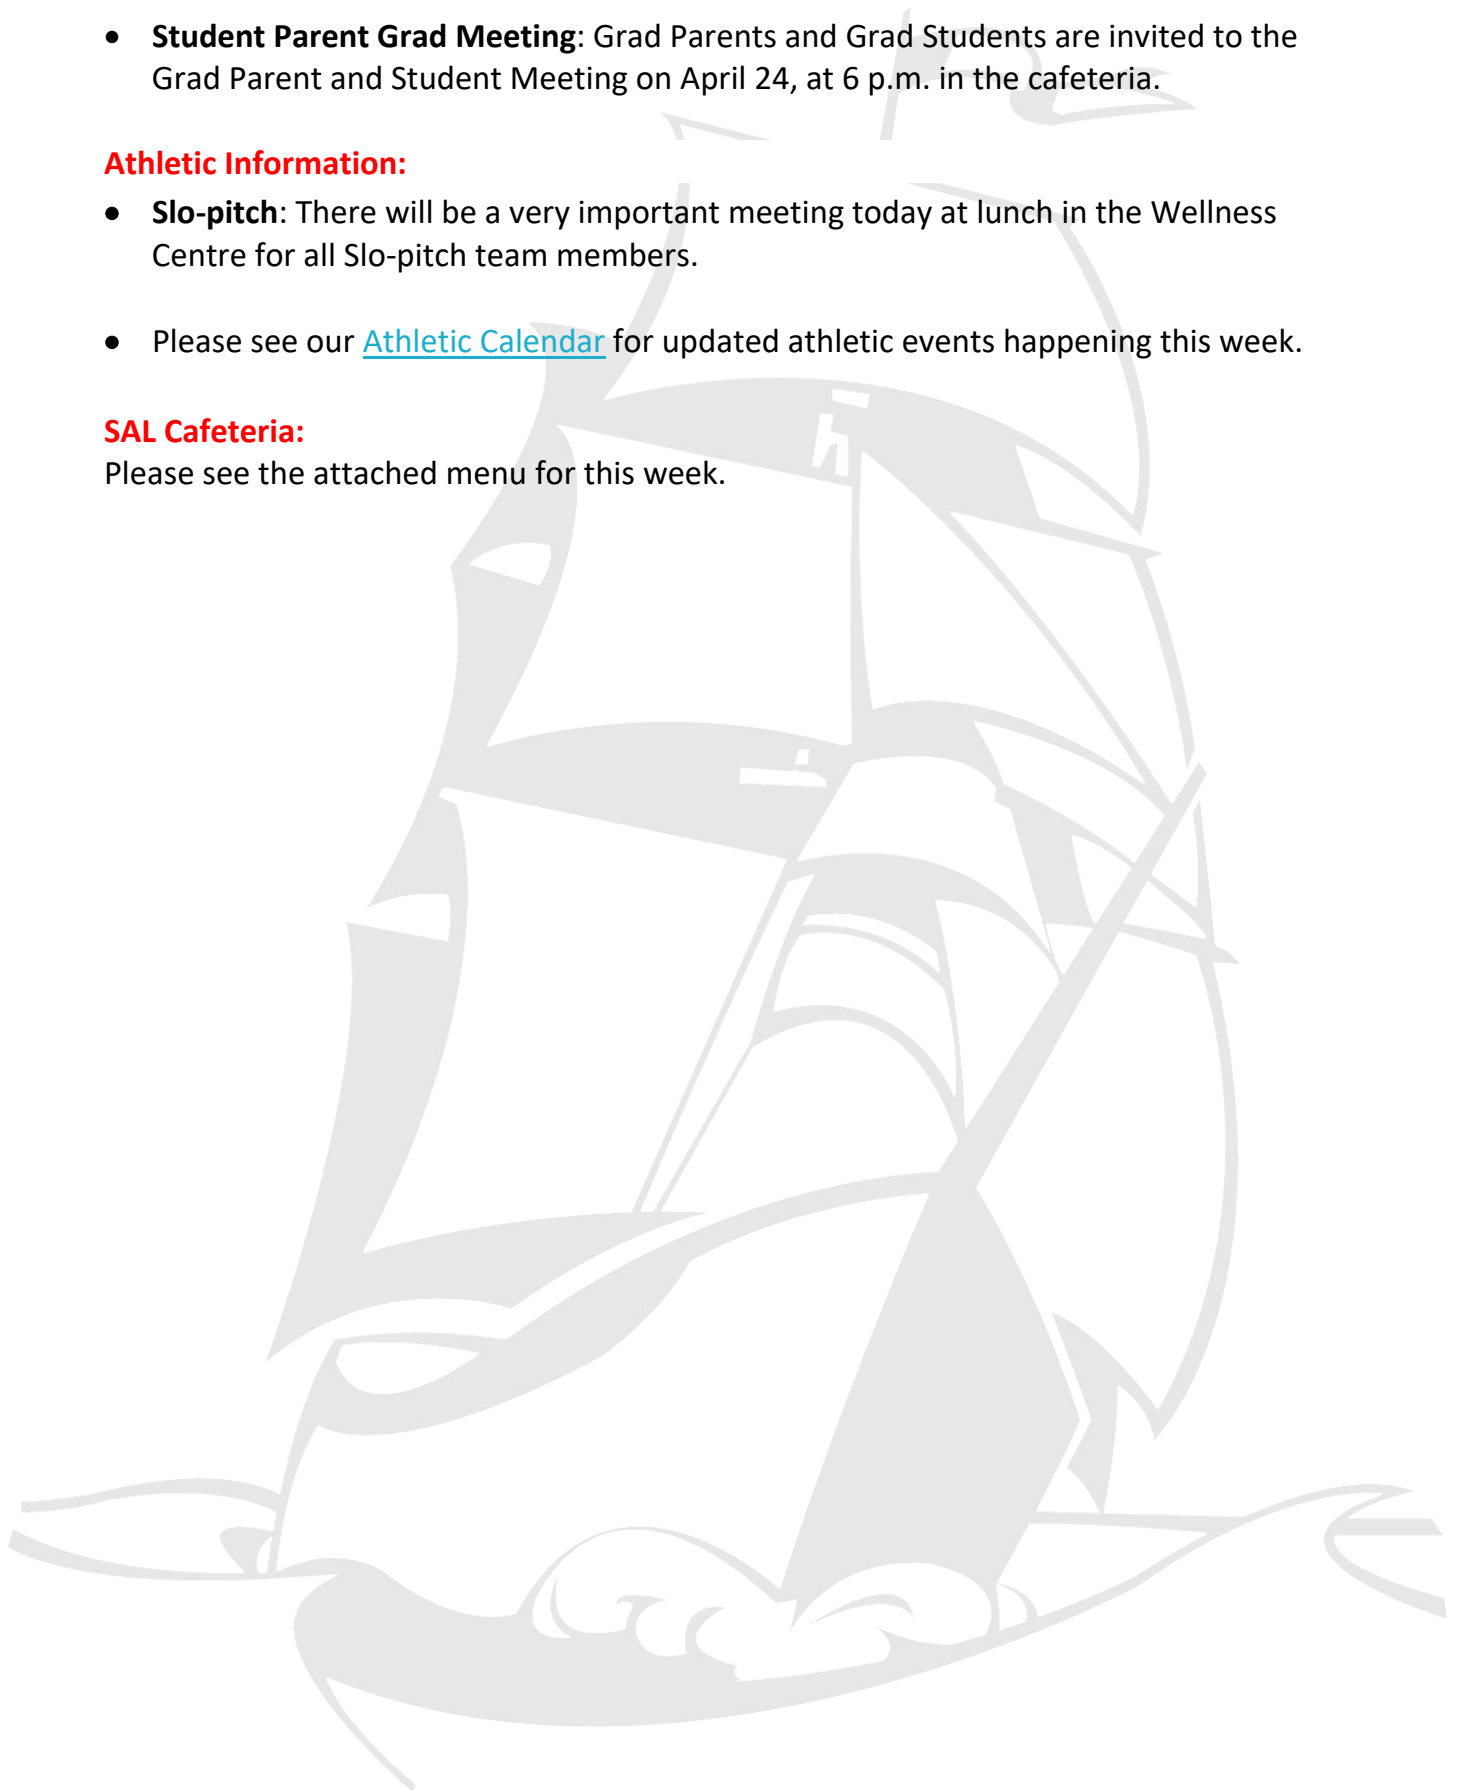 • Student Parent Grad Meeting: Grad Parents and Grad Students are invited to the
Grad Parent and Student Meeting on April 24, at 6 p.m. in the cafeteria.
Athletic Information:
• Slo-pitch: There will be a very important meeting today at lunch in the Wellness
Centre for all Slo-pitch team members.
• Please see our Athletic Calendar for updated athletic events happening this week.
SAL Cafeteria:
Please see the attached menu for this week.